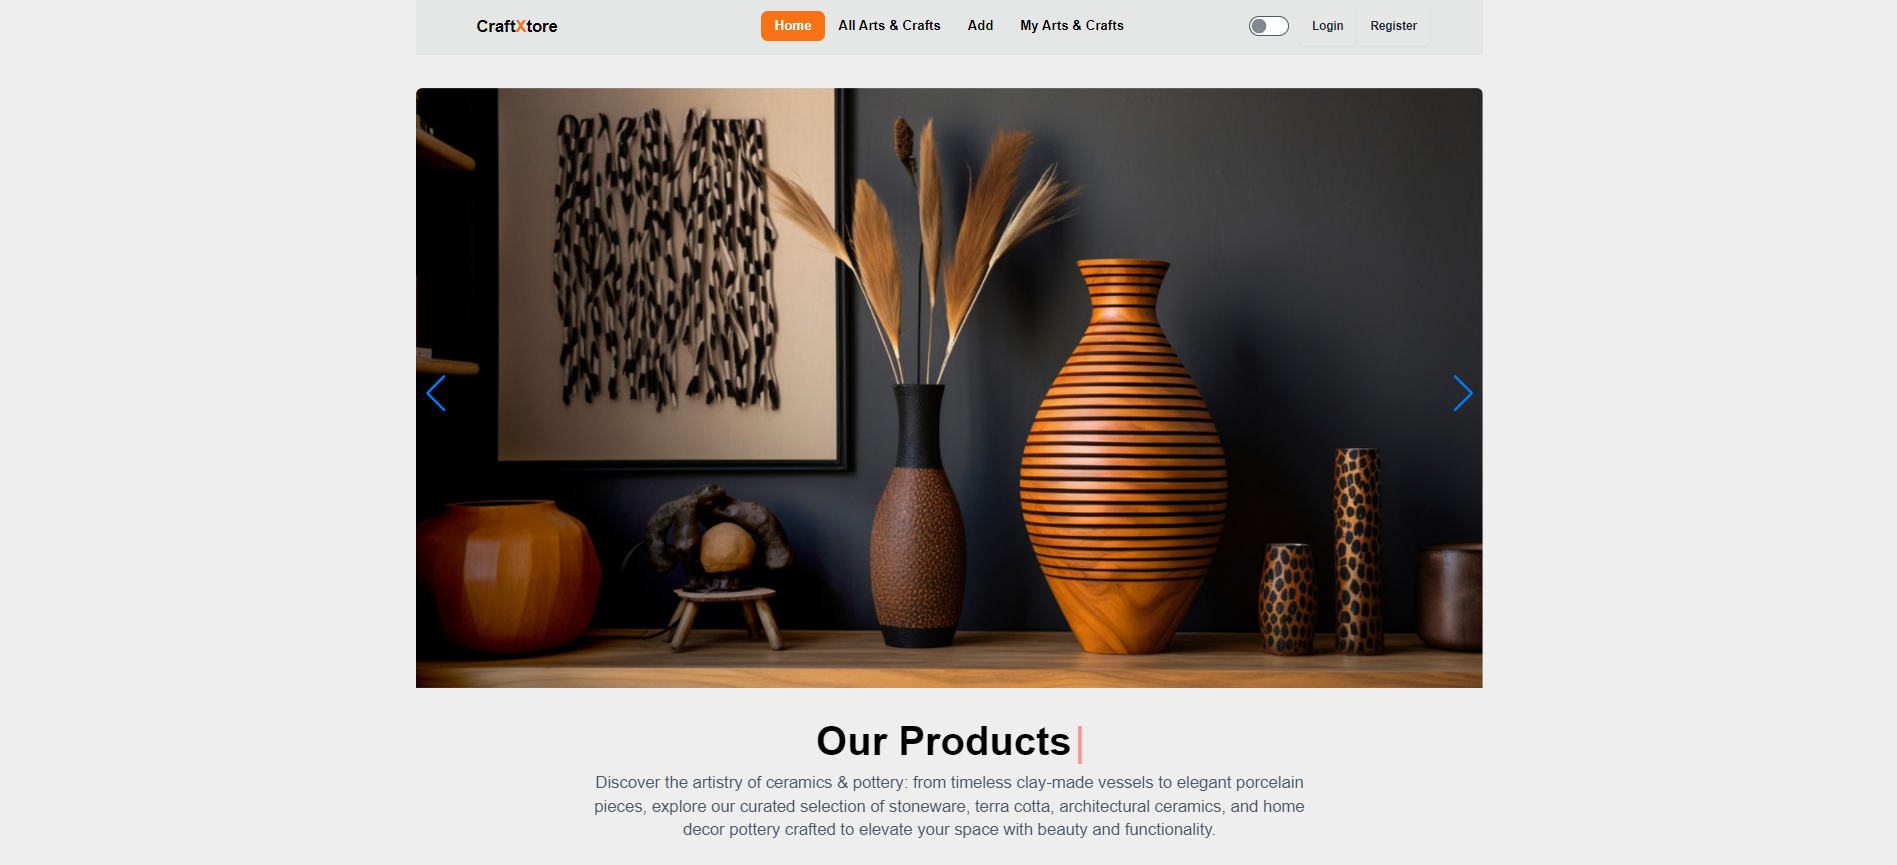 CraftXtore
Home
All Arts & Crafts
Add
My Arts & Crafts
Login
Register
Our Products
Discover the artistry of ceramics & pottery: from timeless clay-made vessels to elegant porcelain
pieces, explore our curated selection of stoneware, terra cotta, architectural ceramics, and home
decor pottery crafted to elevate your space with beauty and functionality.